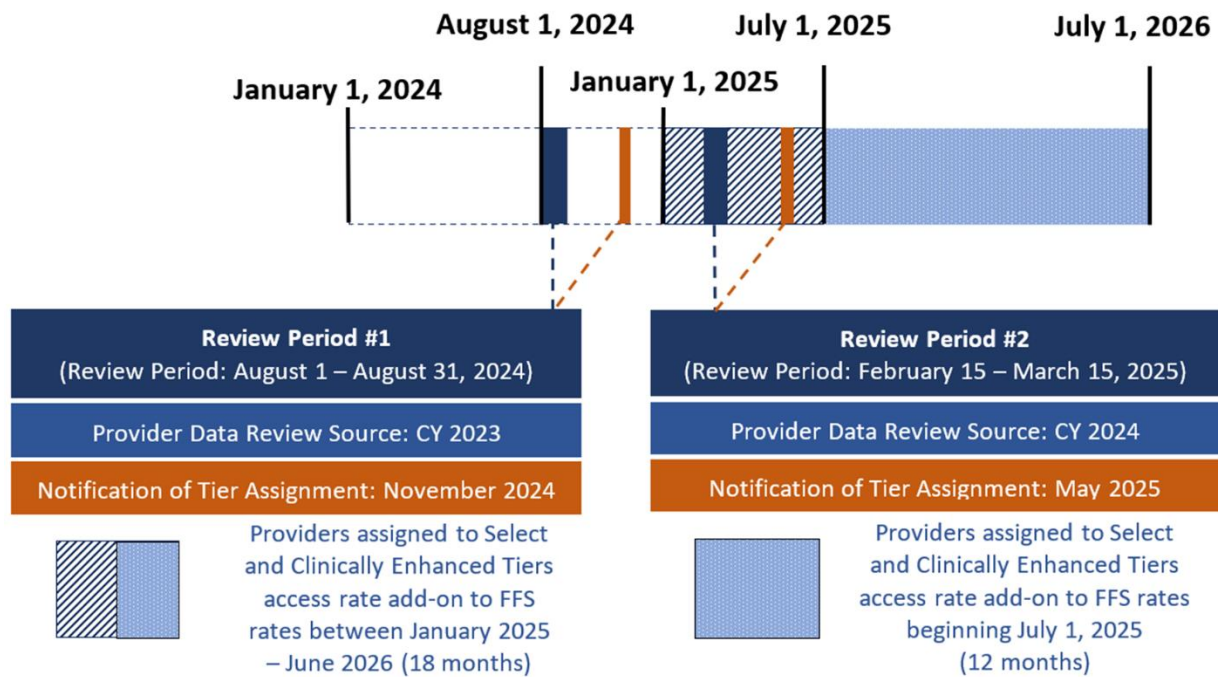 August 1, 2024
July 1, 2025
July 1, 2026
January 1, 2024
January 1, 2025
Review Period #1
(Review Period: August 1 – August 31, 2024)
Provider Data Review Source: CY 2023
Notification of Tier Assignment: November 2024
Providers assigned to Select
and Clinically Enhanced Tiers
access rate add-on to FFS
rates between January 2025
– June 2026 (18 months)
Review Period #2
(Review Period: February 15 – March 15, 2025)
Provider Data Review Source: CY 2024
Notification of Tier Assignment: May 2025
Providers assigned to Select
and Clinically Enhanced Tiers
access rate add-on to FFS rates
beginning July 1, 2025
(12 months)